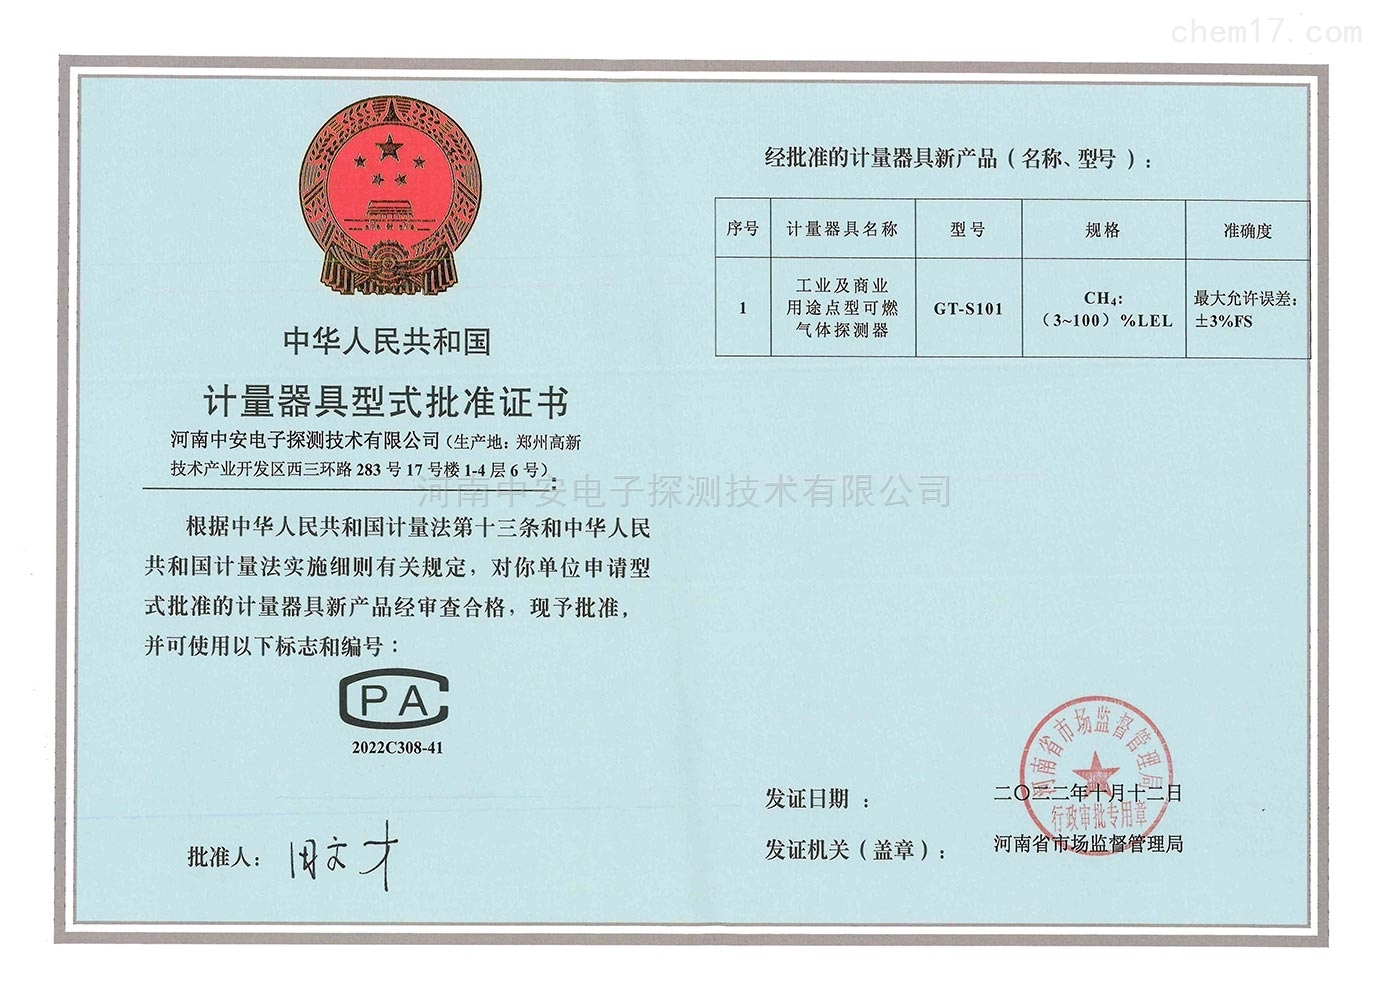 chem17.com
中华人民共和国
计量器具型式批准证书
河南中安电子探测技术有限公司（生产地：郑州高新
技术产业开发区西三环路283号17号楼1-4层6号）：
河南中安电子探测技术有限公司
根据中华人民共和国计量法第十三条和中华人民
共和国计量法实施细则有关规定，对你单位申请型
式批准的计量器具新产品经审查合格，现予批准，
并可使用以下标志和编号：
CPA
2022C308-41
批准人：
经批准的计量器具新产品（名称、型号）：
序号 计量器具名称 型号 规格 准确度
1 工业及商业用途点型可燃气体探测器 GT-S101 CH₄：（3~100）%LEL 最大允许误差：±3%FS
发证日期： 二〇二二年十月十二日
发证机关（盖章）： 河南省市场监督管理局
河南省市场监督管理局
行政审批专用章